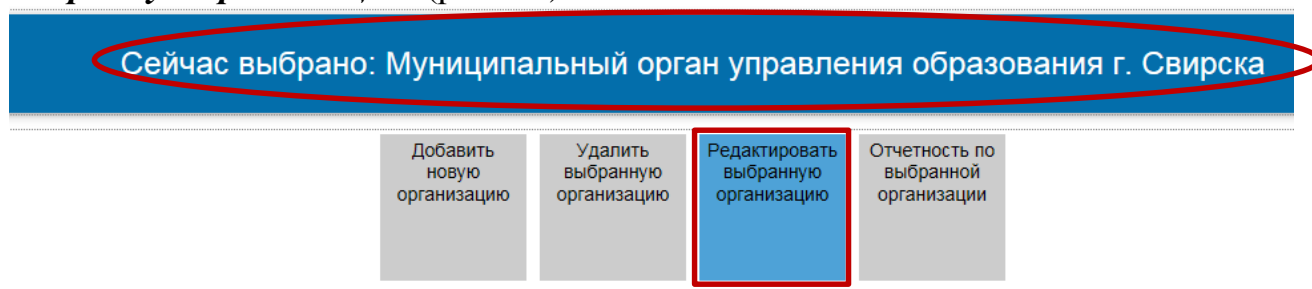 Сейчас выбрано: Муниципальный орган управления образования г. Свирска
Добавить
новую
организацию
Удалить
выбранную
организацию
Редактировать
выбранную
организацию
Отчетность по
выбранной
организации